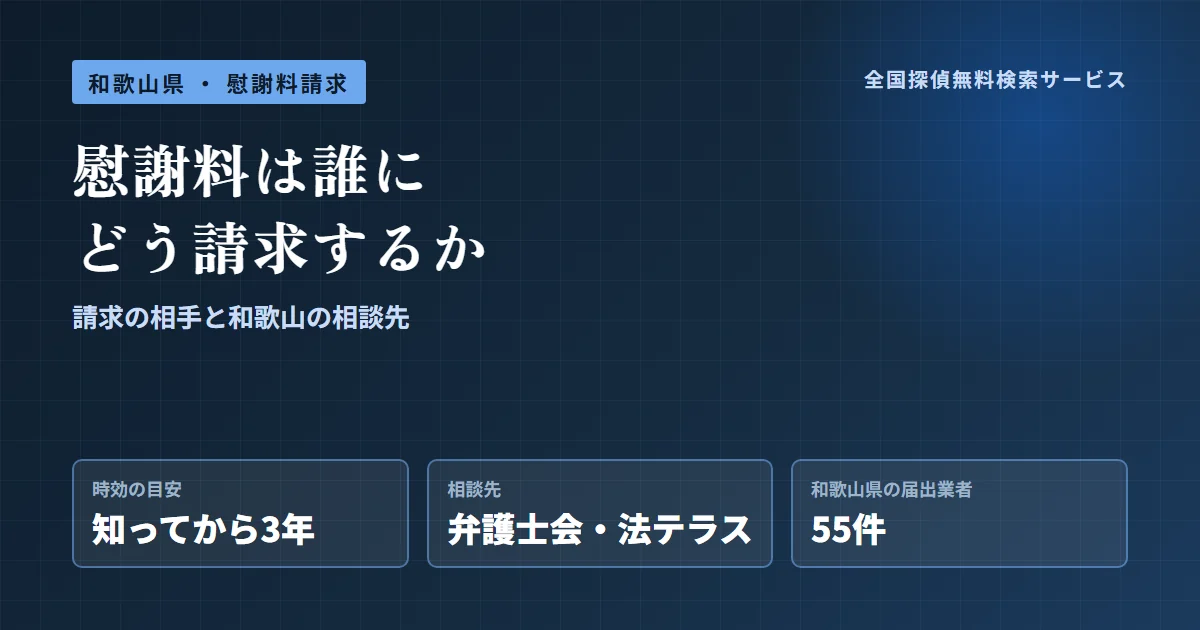 和歌山県 ・ 慰謝料請求
全国探偵無料検索サービス
慰謝料は誰に
どう請求するか
請求の相手と和歌山の相談先
時効の目安
知ってから3年
相談先
弁護士会・法テラス
和歌山県の届出業者
55件